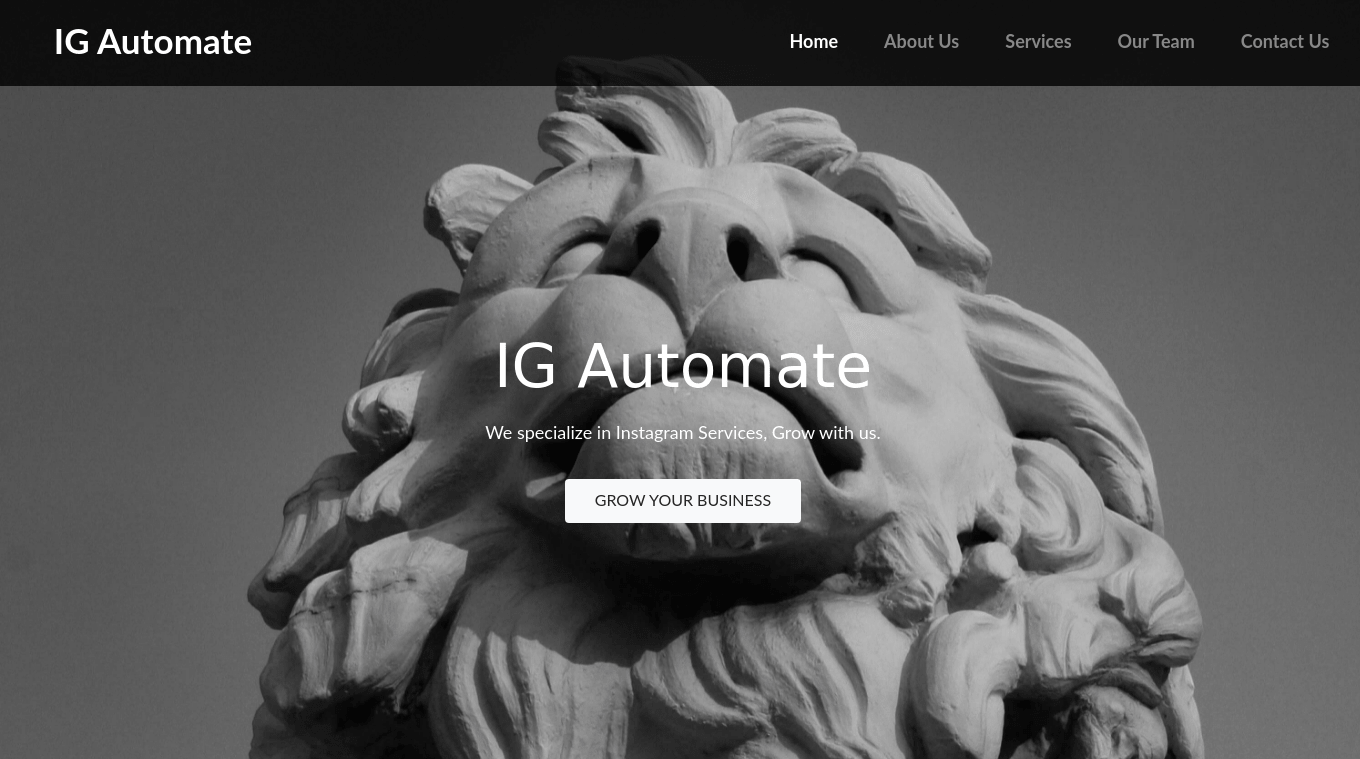 IG Automate
Home About Us Services Our Team Contact Us
IG Automate
We specialize in Instagram Services, Grow with us.
GROW YOUR BUSINESS